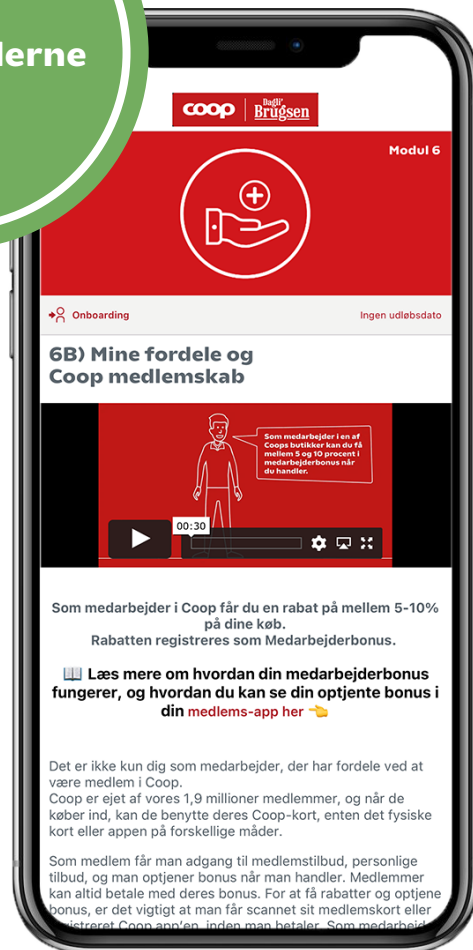 coop Dagli' Brugsen
Modul 6
Onboarding
Ingen udløbsdato
6B) Mine fordele og
Coop medlemskab
Som medarbejder i en af
Coops butikker kan du få
mellem 5 og 10 procent i
medarbejderbonus når
du handler.
00:30
Som medarbejder i Coop får du en rabat på mellem 5-10%
på dine køb.
Rabatten registreres som Medarbejderbonus.
📖 Læs mere om hvordan din medarbejderbonus
fungerer, og hvordan du kan se din optjente bonus i
din medlems-app her 👈
Det er ikke kun dig som medarbejder, der har fordele ved at
være medlem i Coop.
Coop er ejet af vores 1,9 millioner medlemmer, og når de
køber ind, kan de benytte deres Coop-kort, enten det fysiske
kort eller appen på forskellige måder.
Som medlem får man adgang til medlemstilbud, personlige
tilbud, og man optjener bonus når man handler. Medlemmer
kan altid betale med deres bonus. For at få rabatter og optjene
bonus, er det vigtigt at man får scannet sit medlemskort eller
Coop app'en, inden man betaler. Som